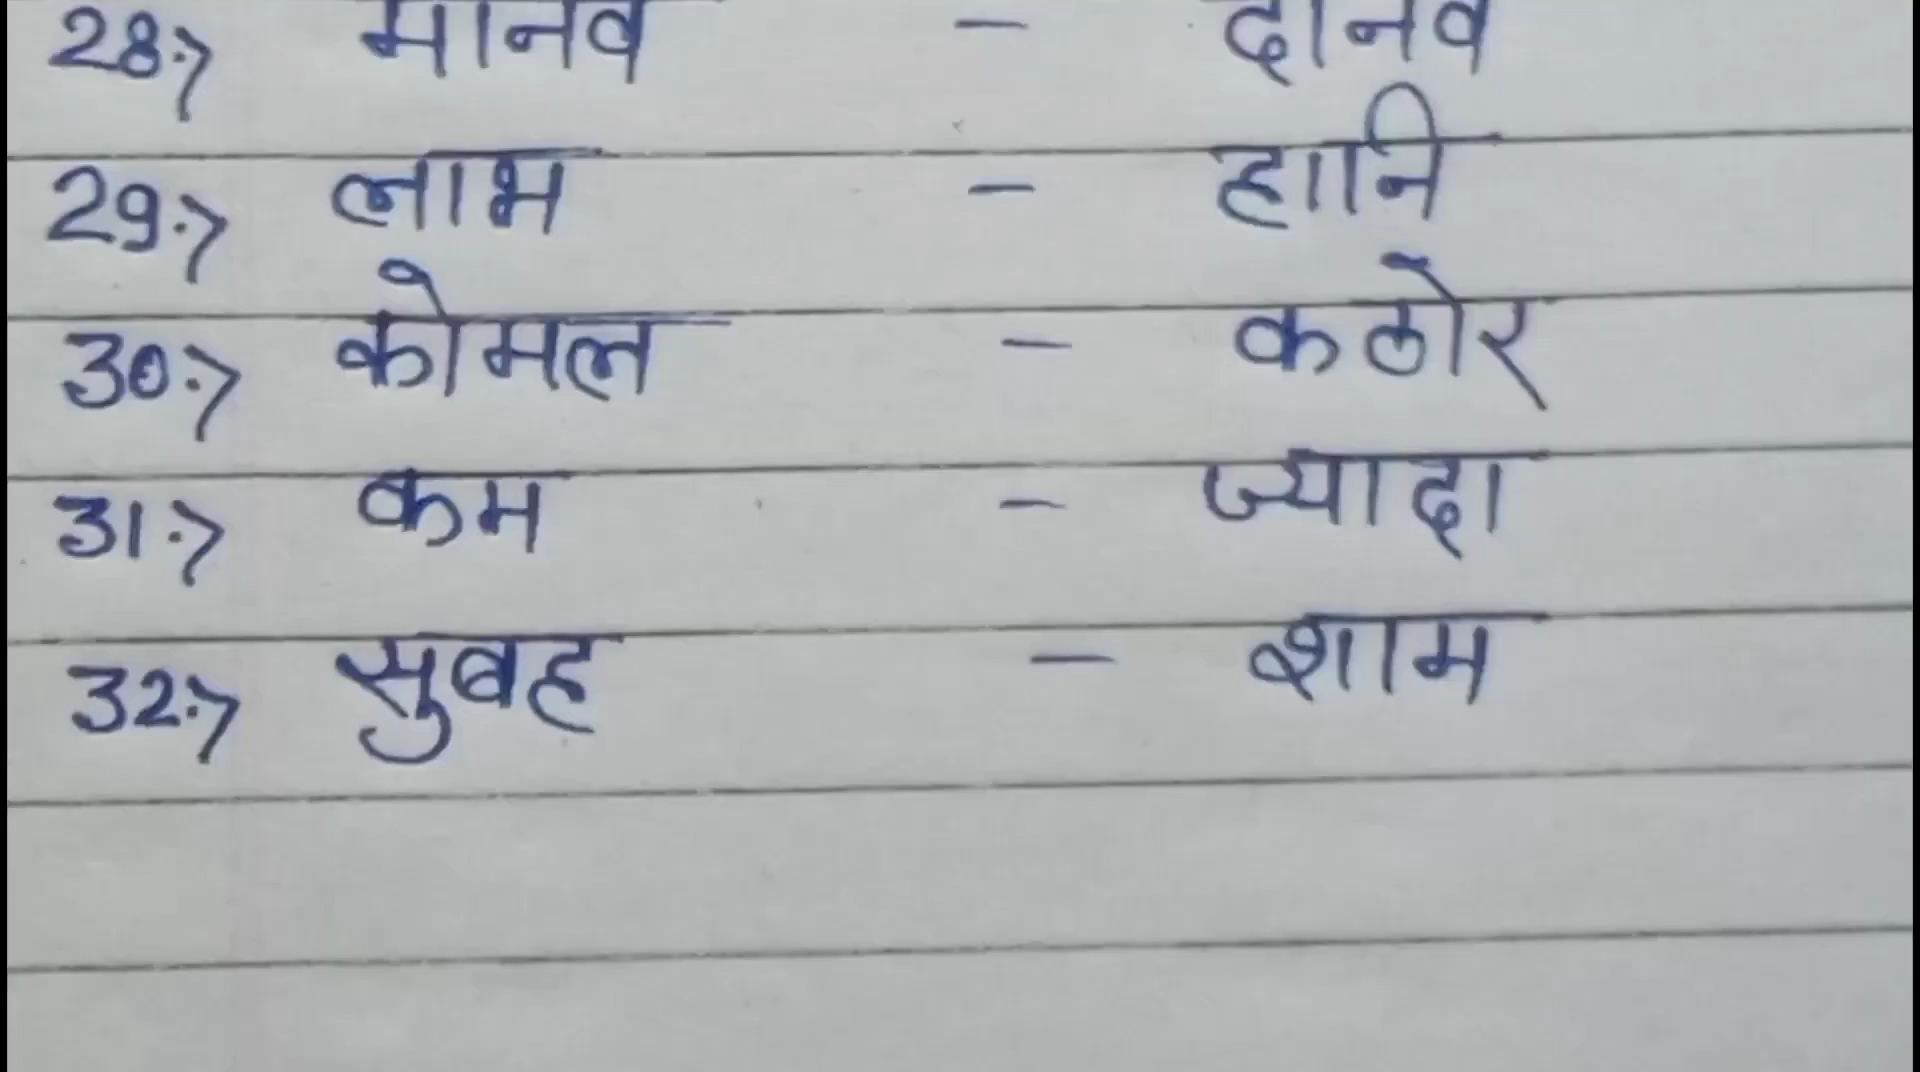 28:> मानव - दानव
29:> लाभ - हानि
30:> कोमल - कठोर
31:> कम - ज्यादा
32:> सुबह - शाम